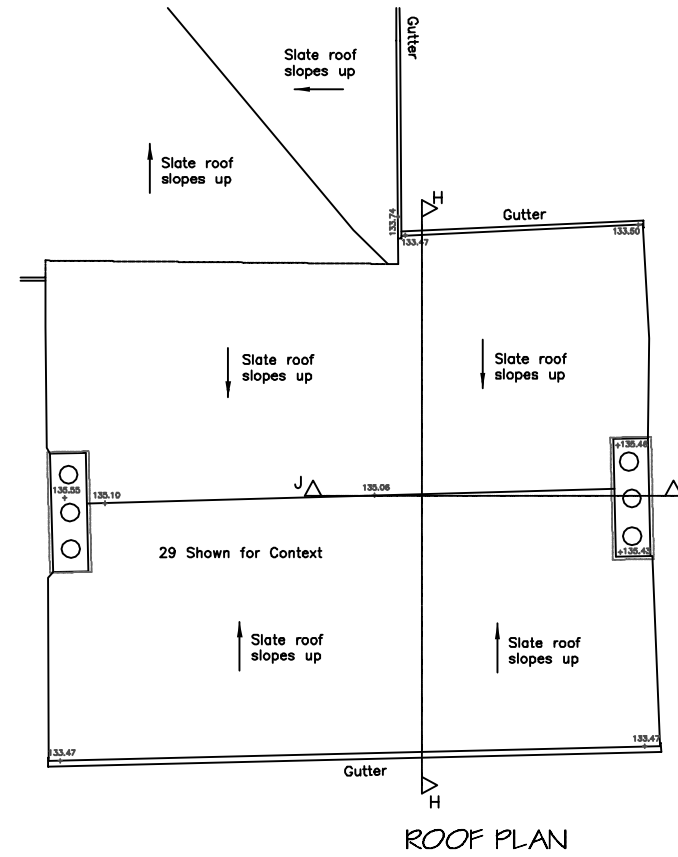 Gutter
Slate roof
slopes up
Slate roof
slopes up
H
133.74
Gutter
133.47
133.50
Slate roof
slopes up
Slate roof
slopes up
+135.46
135.55
+
135.10
J
135.06
29 Shown for Context
+135.43
Slate roof
slopes up
Slate roof
slopes up
133.47
133.47
Gutter
H
ROOF PLAN